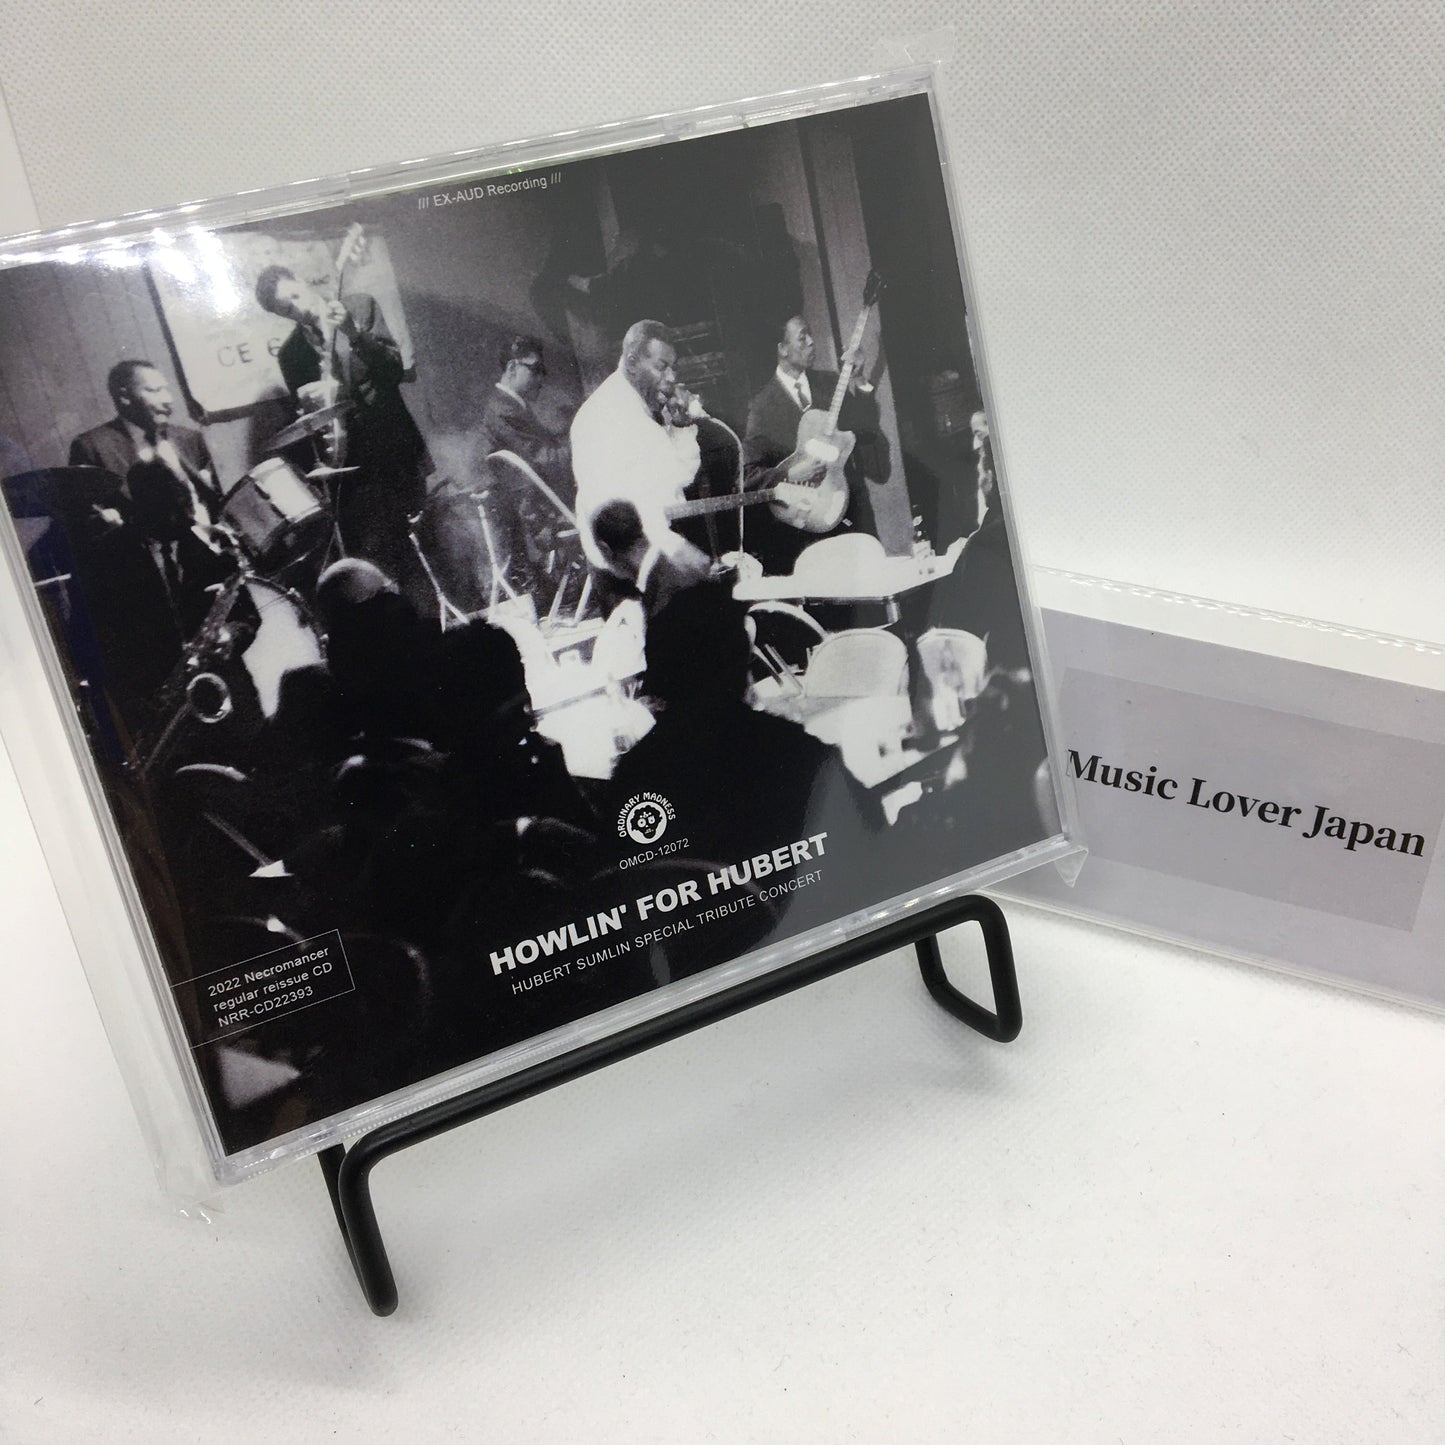 /// EX-AUD Recording ///
CE 6
ORDINARY MADNESS
OMCD-12072
HOWLIN' FOR HUBERT
HUBERT SUMLIN SPECIAL TRIBUTE CONCERT
2022 Necromancer
regular reissue CD
NRR-CD22393
Music Lover Japan